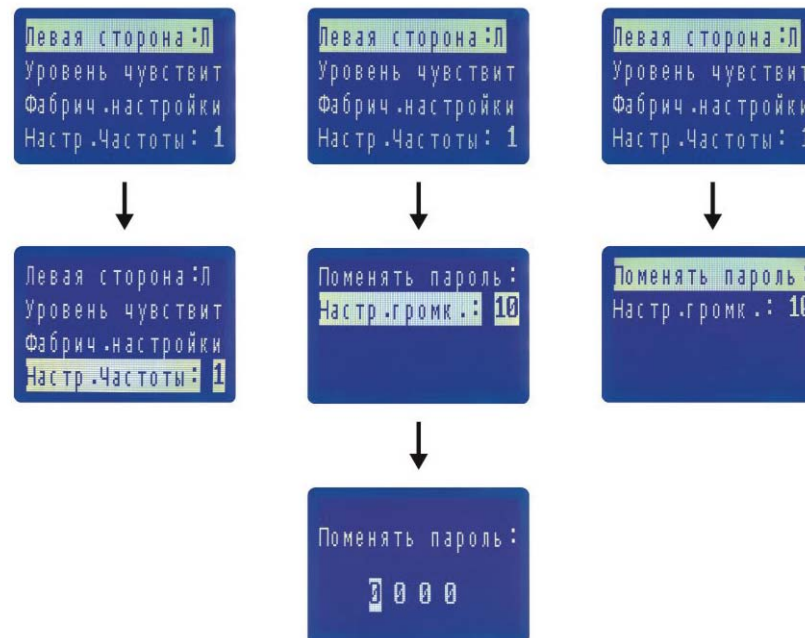 Левая сторона:Л
Уровень чувствит
Фабрич.настройки
Настр.Частоты: 1
Левая сторона:Л
Уровень чувствит
Фабрич.настройки
Настр.Частоты: 1
Левая сторона:Л
Уровень чувствит
Фабрич.настройки
Настр.Частоты: 1
Левая сторона:Л
Уровень чувствит
Фабрич.настройки
Настр.Частоты: 1
Поменять пароль:
Настр.громк.: 10
Поменять пароль:
Настр.громк.: 10
Поменять пароль:
0 0 0 0